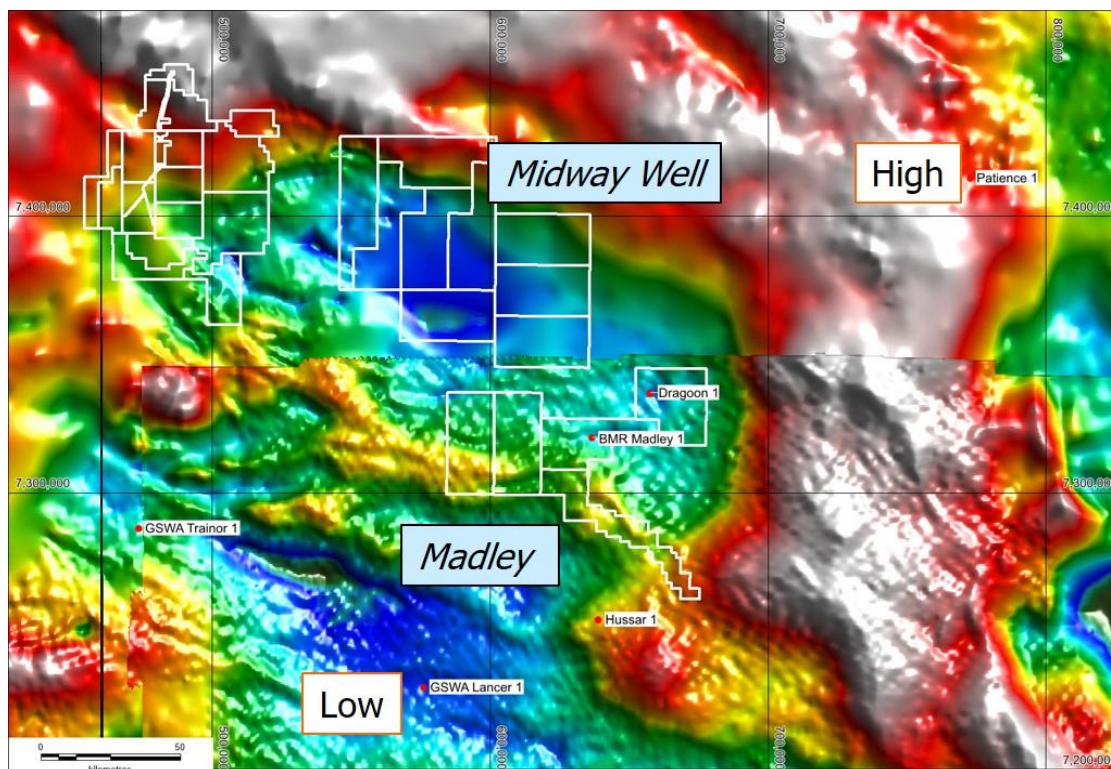 500,000
600,000
700,000
800,000
Midway Well
High
Patience 1
7,400,000
7,400,000
Dragoon 1
BMR Madley 1
7,300,000
7,300,000
GSWA Trainor 1
Madley
Hussar 1
GSWA Lancer 1
Low
500,000
600,000
700,000
7,200,000
0 50
kilometres